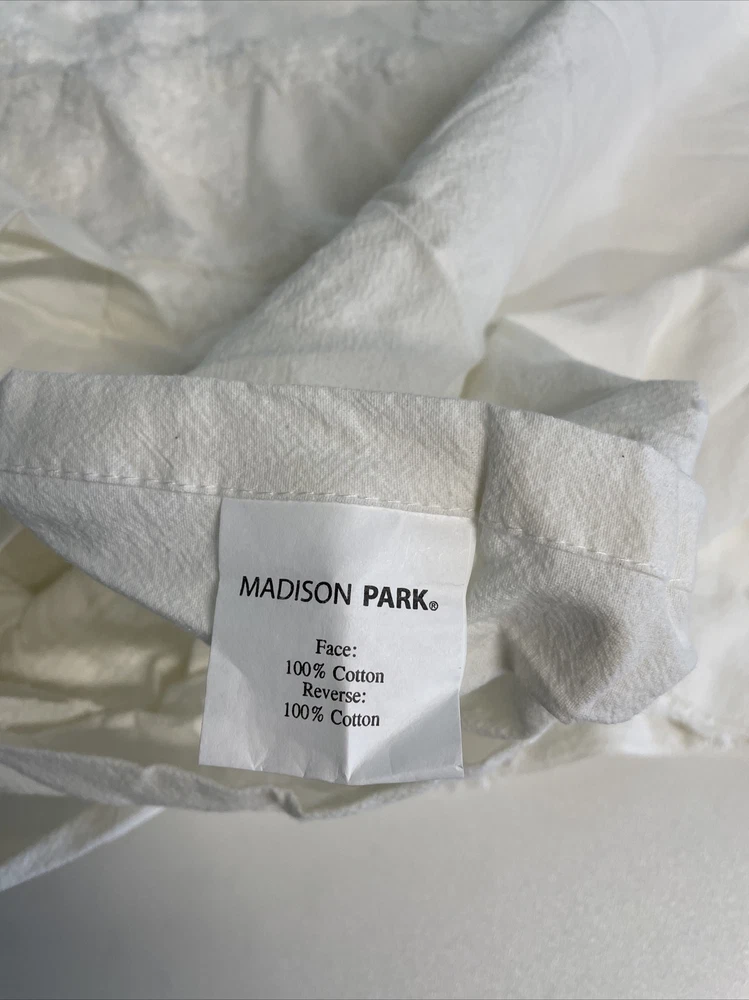 MADISON PARK®
Face:
100% Cotton
Reverse:
100% Cotton